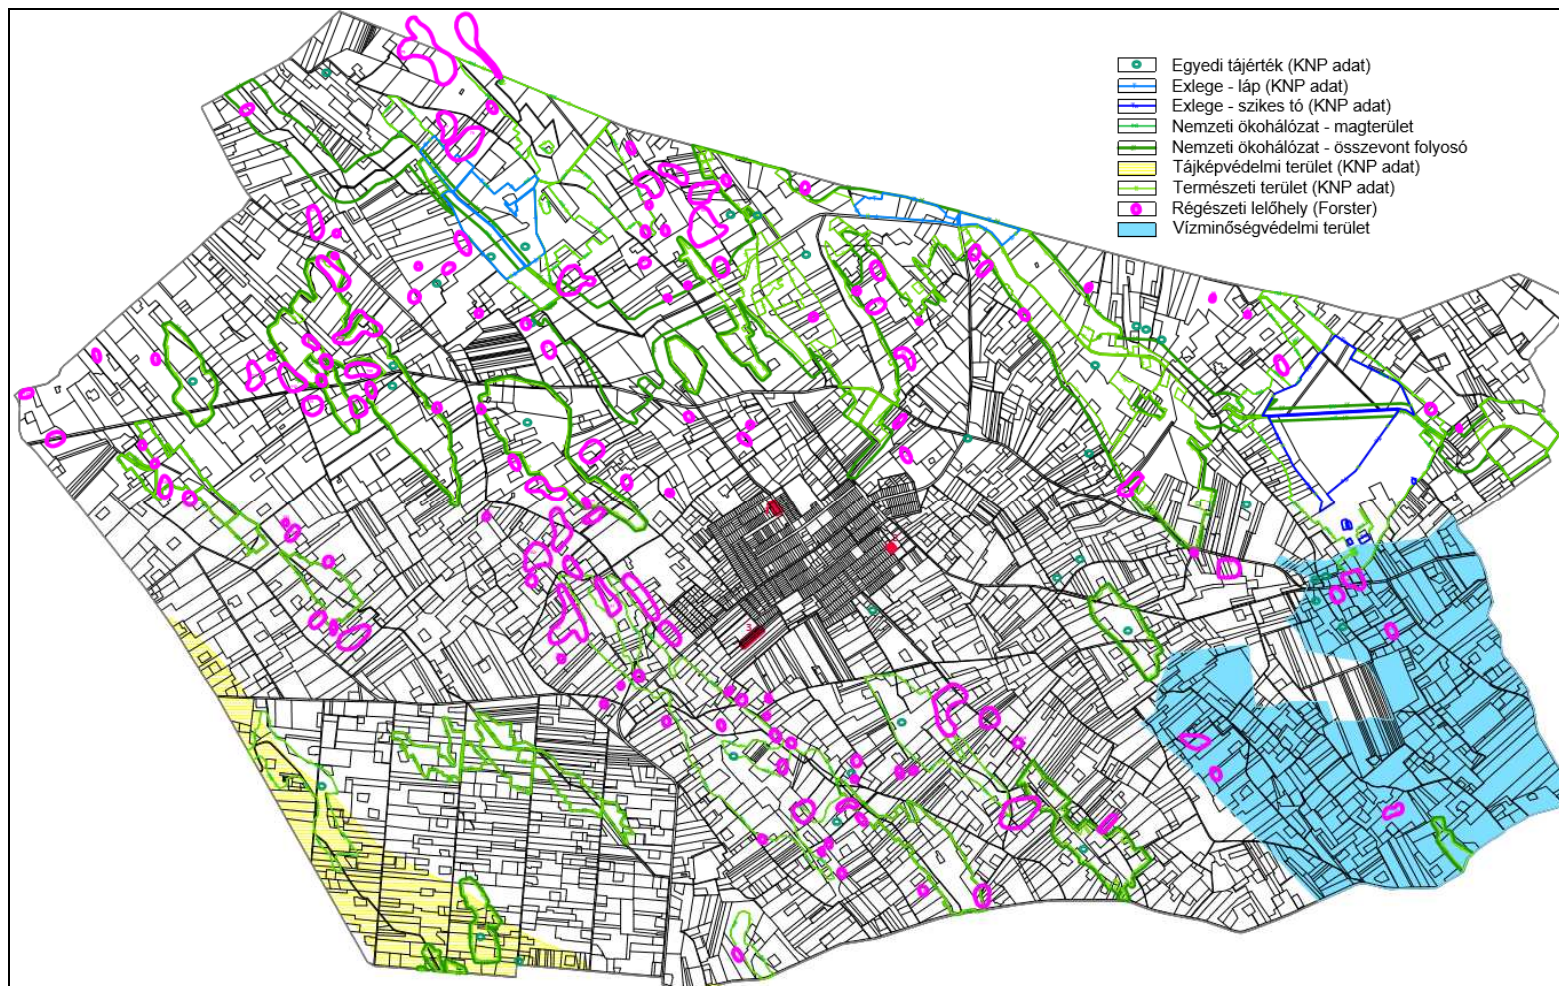 Egyedi tájérték (KNP adat)
Exlege - láp (KNP adat)
Exlege - szikes tó (KNP adat)
Nemzeti ökohálózat - magterület
Nemzeti ökohálózat - összevont folyosó
Tájképvédelmi terület (KNP adat)
Természeti terület (KNP adat)
Régészeti lelőhely (Forster)
Vízminőségvédelmi terület